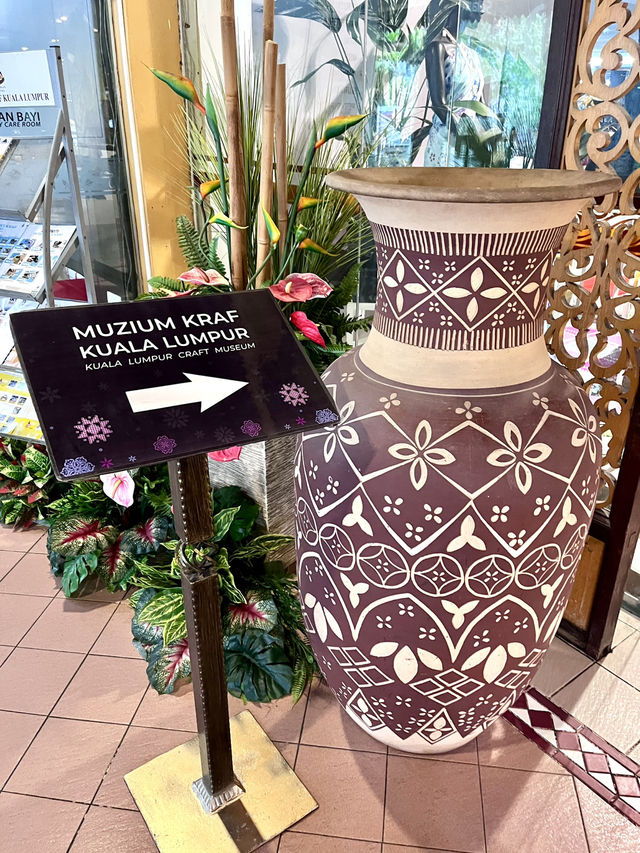 KUALA LUMPUR
AN BAYI
CARE ROOM
MUZIUM KRAF
KUALA LUMPUR
KUALA LUMPUR CRAFT MUSEUM